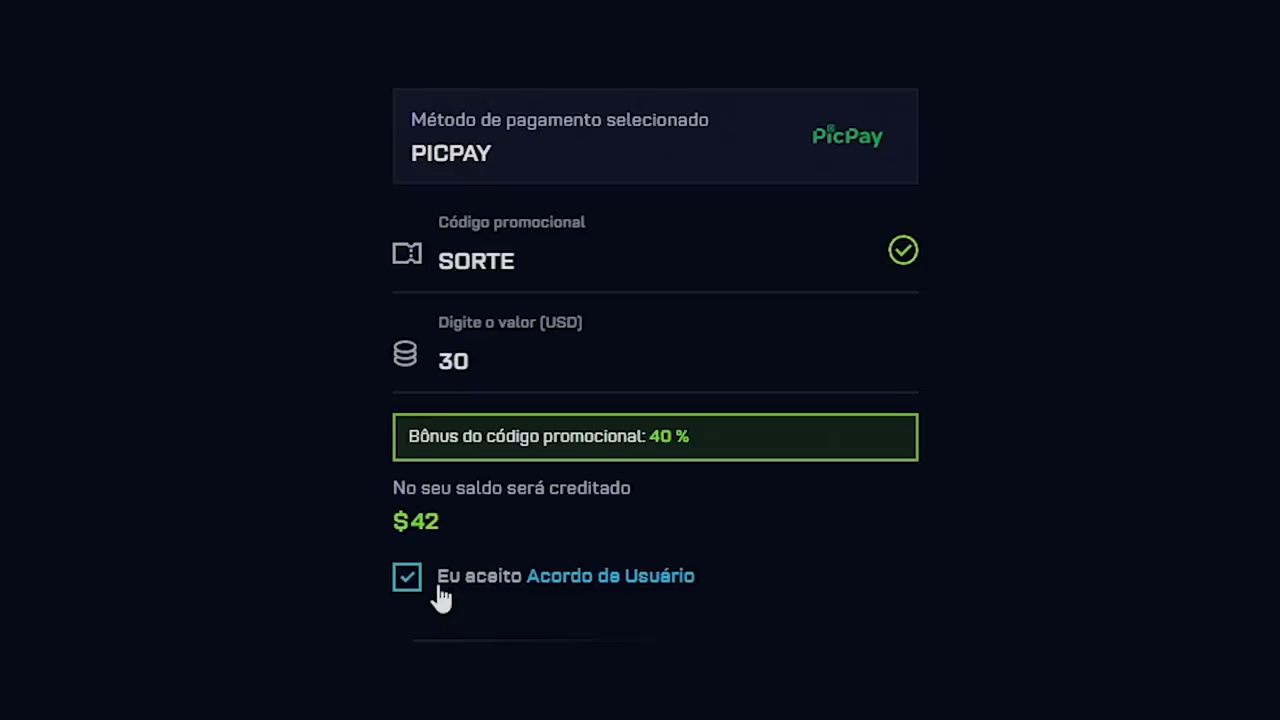 Método de pagamento selecionado
PICPAY
PicPay
Código promocional
SORTE
Digite o valor (USD)
30
Bônus do código promocional: 40 %
No seu saldo será creditado
$42
Eu aceito Acordo de Usuário